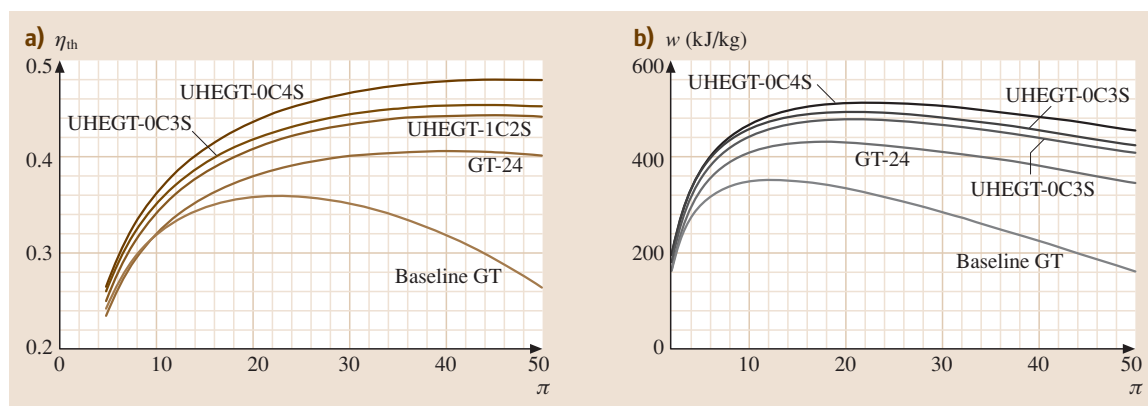 a) ηth
0.5
0.4
0.3
0.2
0
10
20
30
40
50
π
UHEGT-0C4S
UHEGT-0C3S
UHEGT-1C2S
GT-24
Baseline GT
b) w (kJ/kg)
600
400
200
0
10
20
30
40
50
π
UHEGT-0C4S
UHEGT-0C3S
GT-24
UHEGT-0C3S
Baseline GT